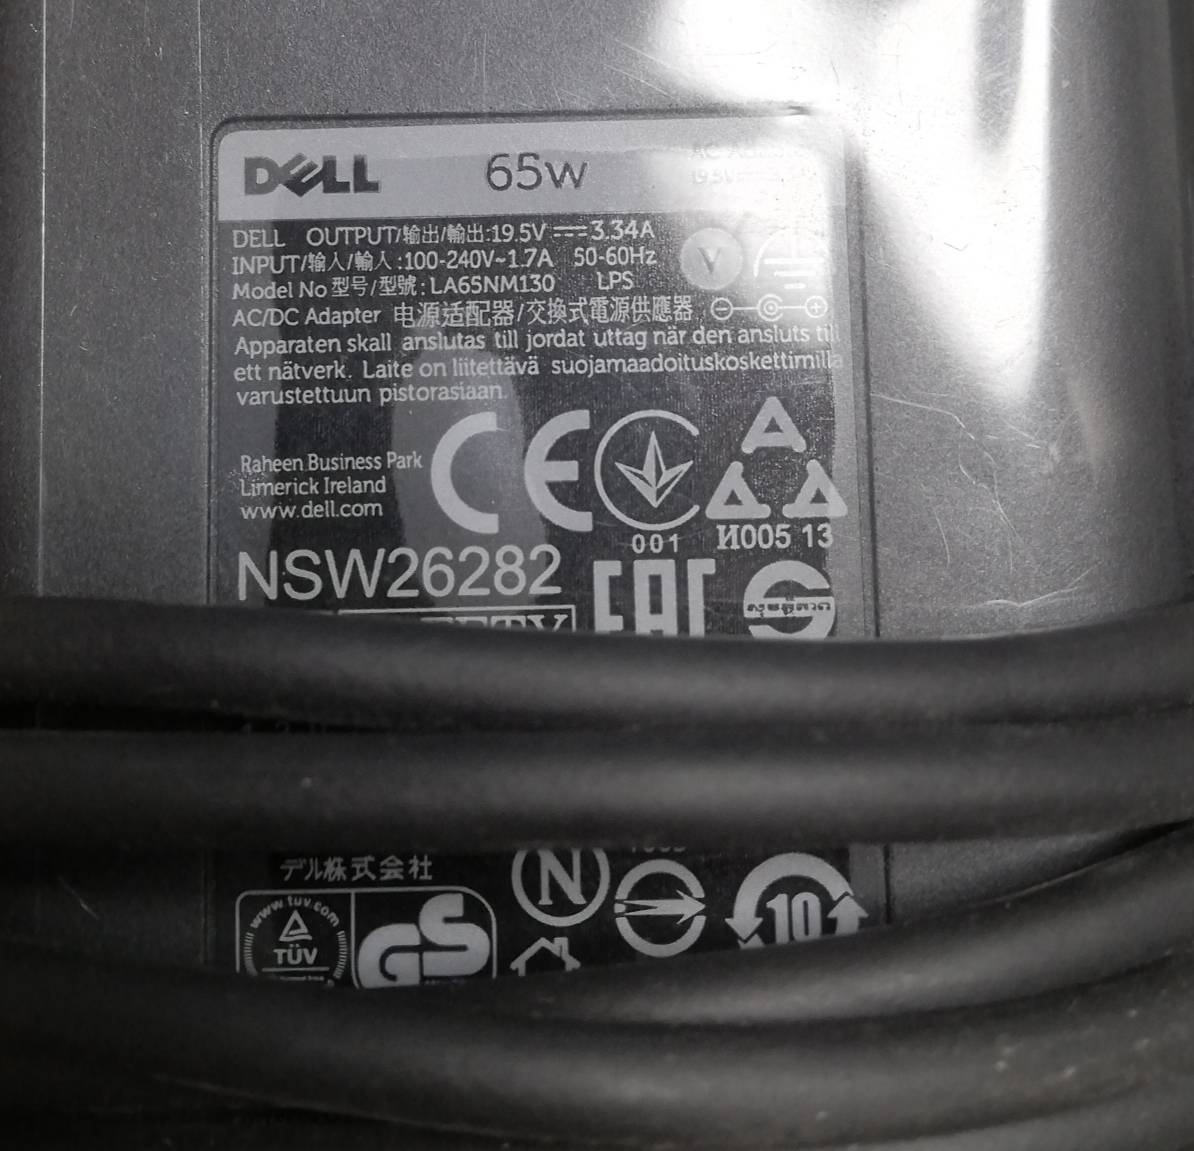 DELL 65W
DELL OUTPUT/输出/輸出:19.5V ⎓ 3.34A
INPUT/输入/輸入:100-240V~1.7A 50-60Hz
Model No 型号/型號:LA65NM130 LPS
V
AC/DC Adapter 电源适配器/交換式電源供應器
Apparaten skall anslutas till jordat uttag när den ansluts till
ett nätverk. Laite on liitettävä suojamaadoituskoskettimilla
varustettuun pistorasiaan.
Raheen Business Park
Limerick Ireland
www.dell.com
CE
001
И005 13
NSW26282
EAC
デル株式会社
N
www.tuv.com
TÜV
GS
10